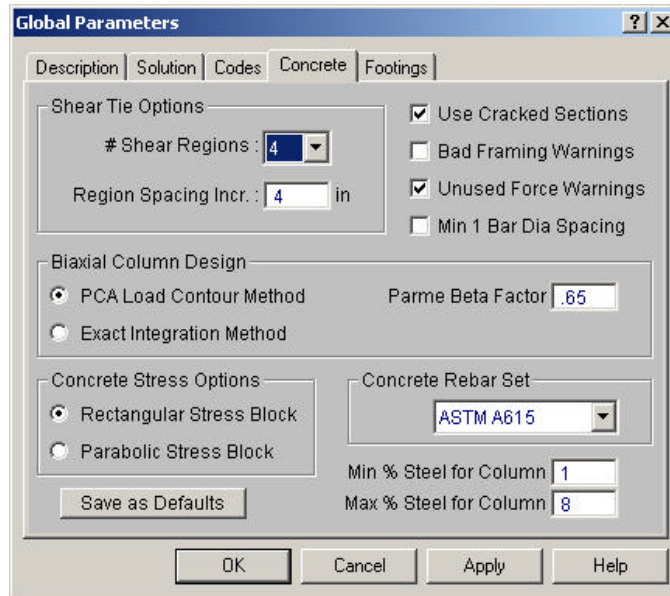 Global Parameters
Description Solution Codes Concrete Footings
Shear Tie Options
# Shear Regions : 4
Region Spacing Incr. : 4 in
Use Cracked Sections
Bad Framing Warnings
Unused Force Warnings
Min 1 Bar Dia Spacing
Biaxial Column Design
PCA Load Contour Method
Parme Beta Factor .65
Exact Integration Method
Concrete Stress Options
Rectangular Stress Block
Parabolic Stress Block
Concrete Rebar Set
ASTM A615
Min % Steel for Column 1
Max % Steel for Column 8
Save as Defaults
OK Cancel Apply Help